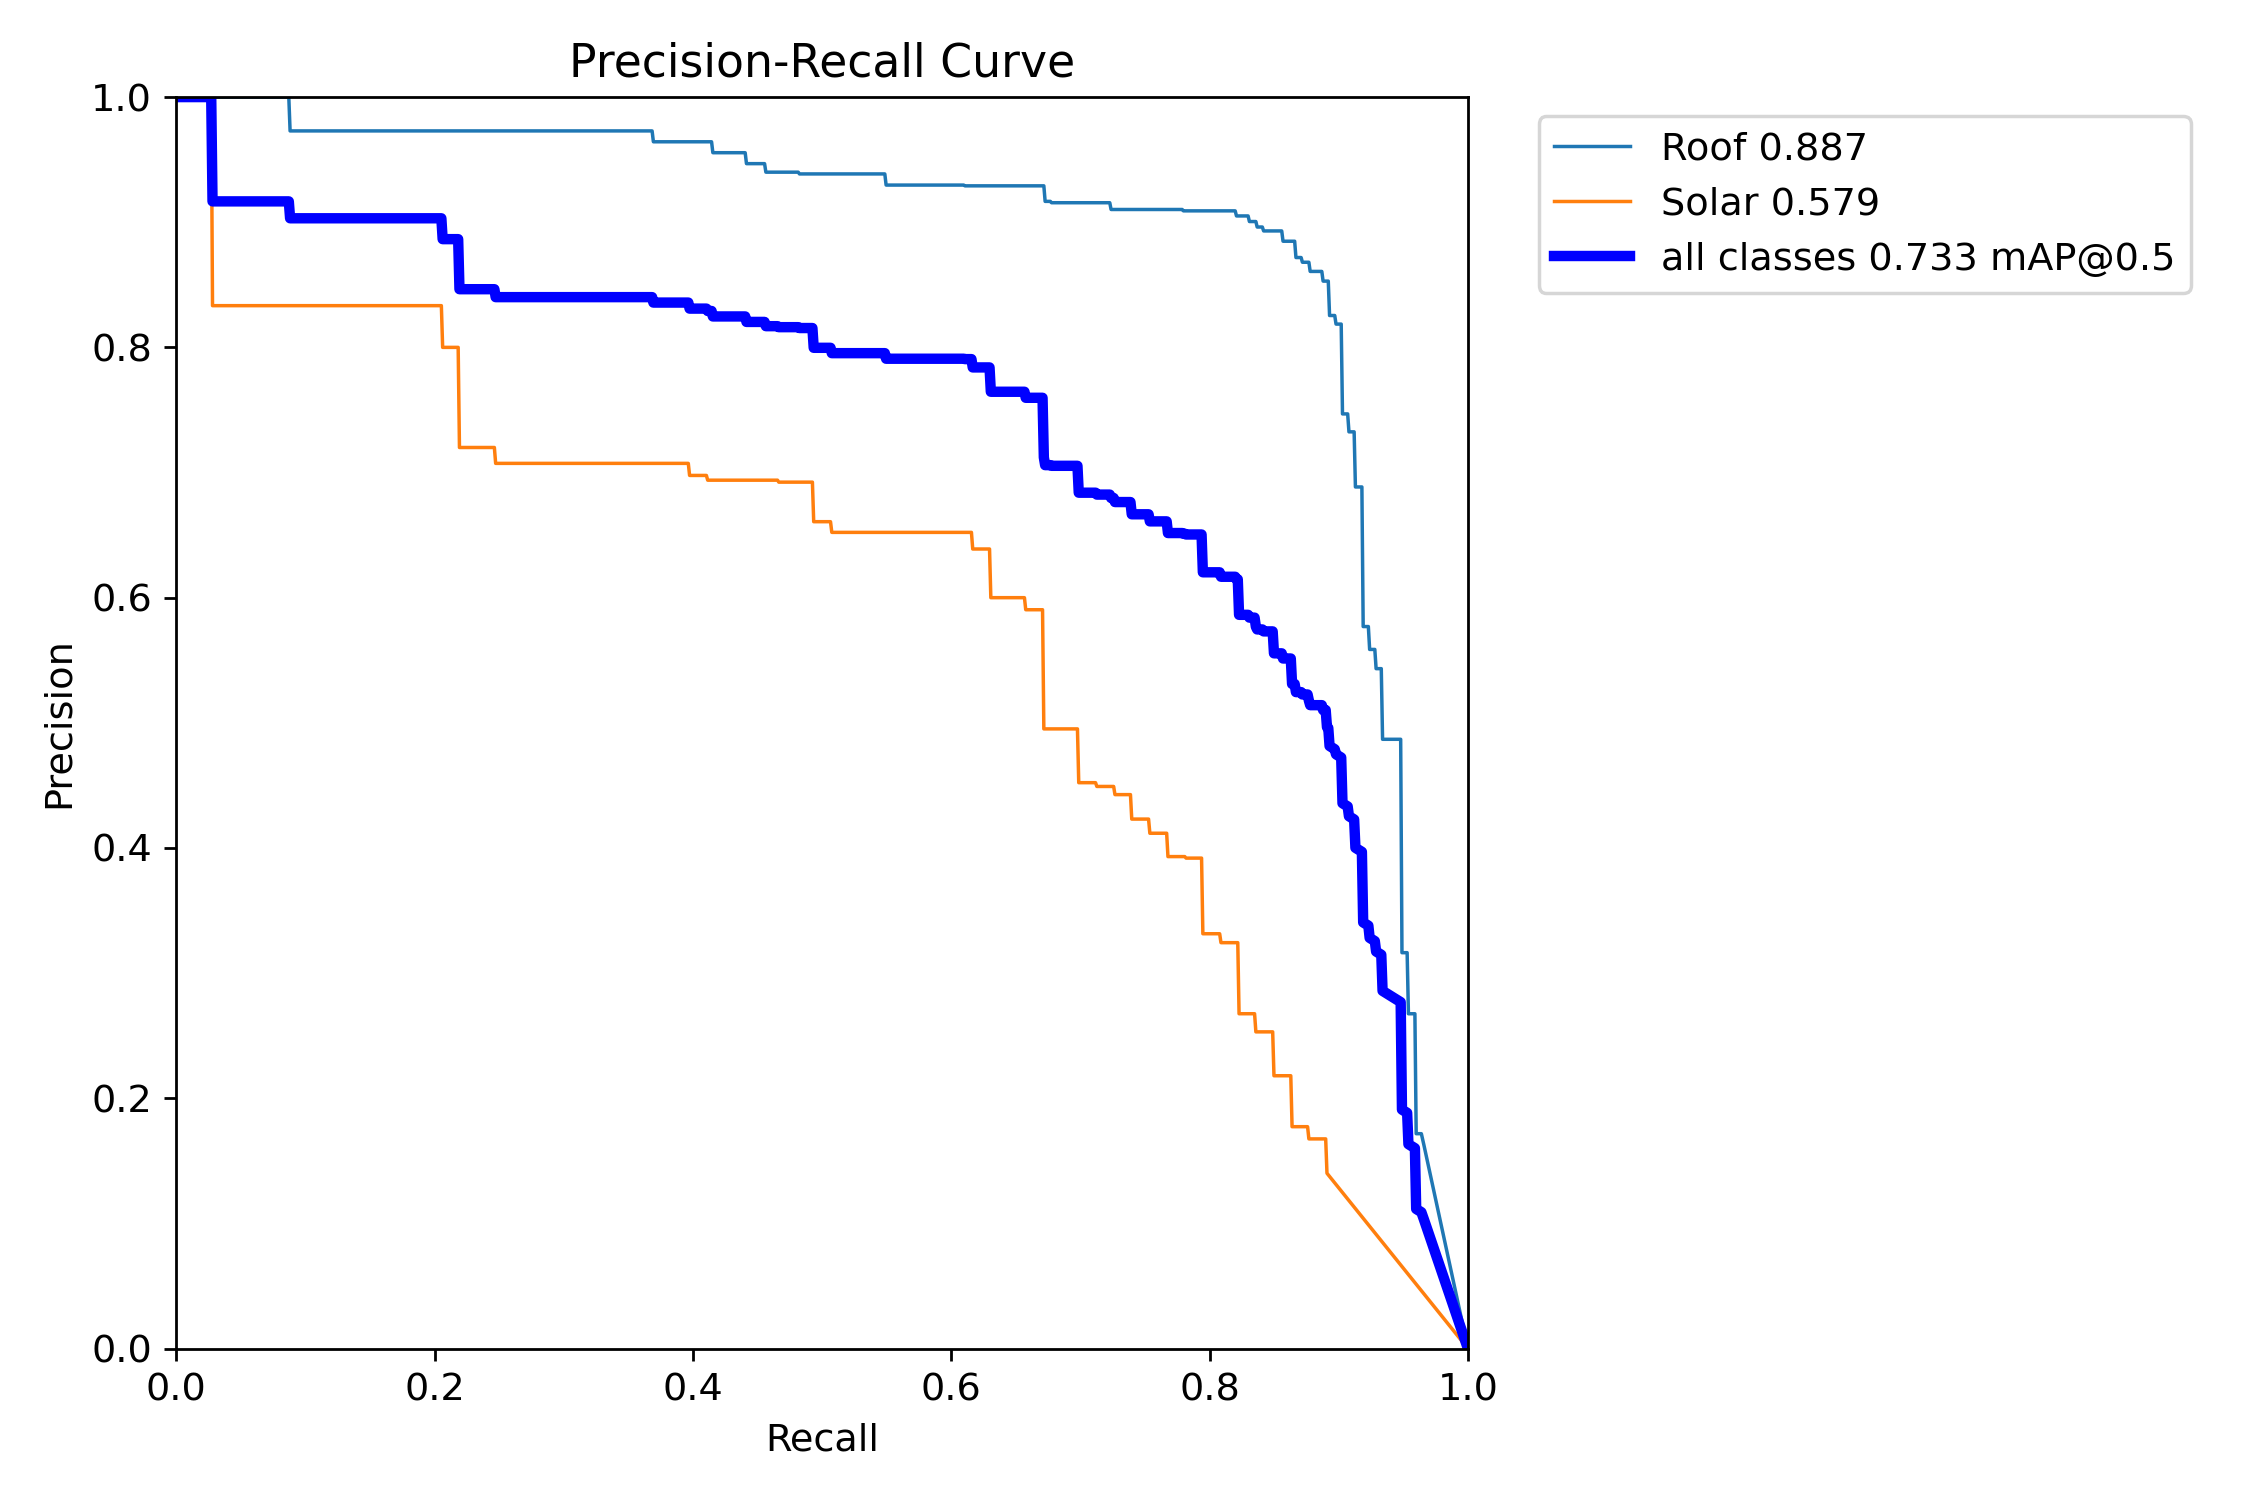 Precision-Recall Curve
1.0
0.8
0.6
0.4
0.2
0.0
Precision
0.0 0.2 0.4 0.6 0.8 1.0
Recall
Roof 0.887
Solar 0.579
all classes 0.733 mAP@0.5